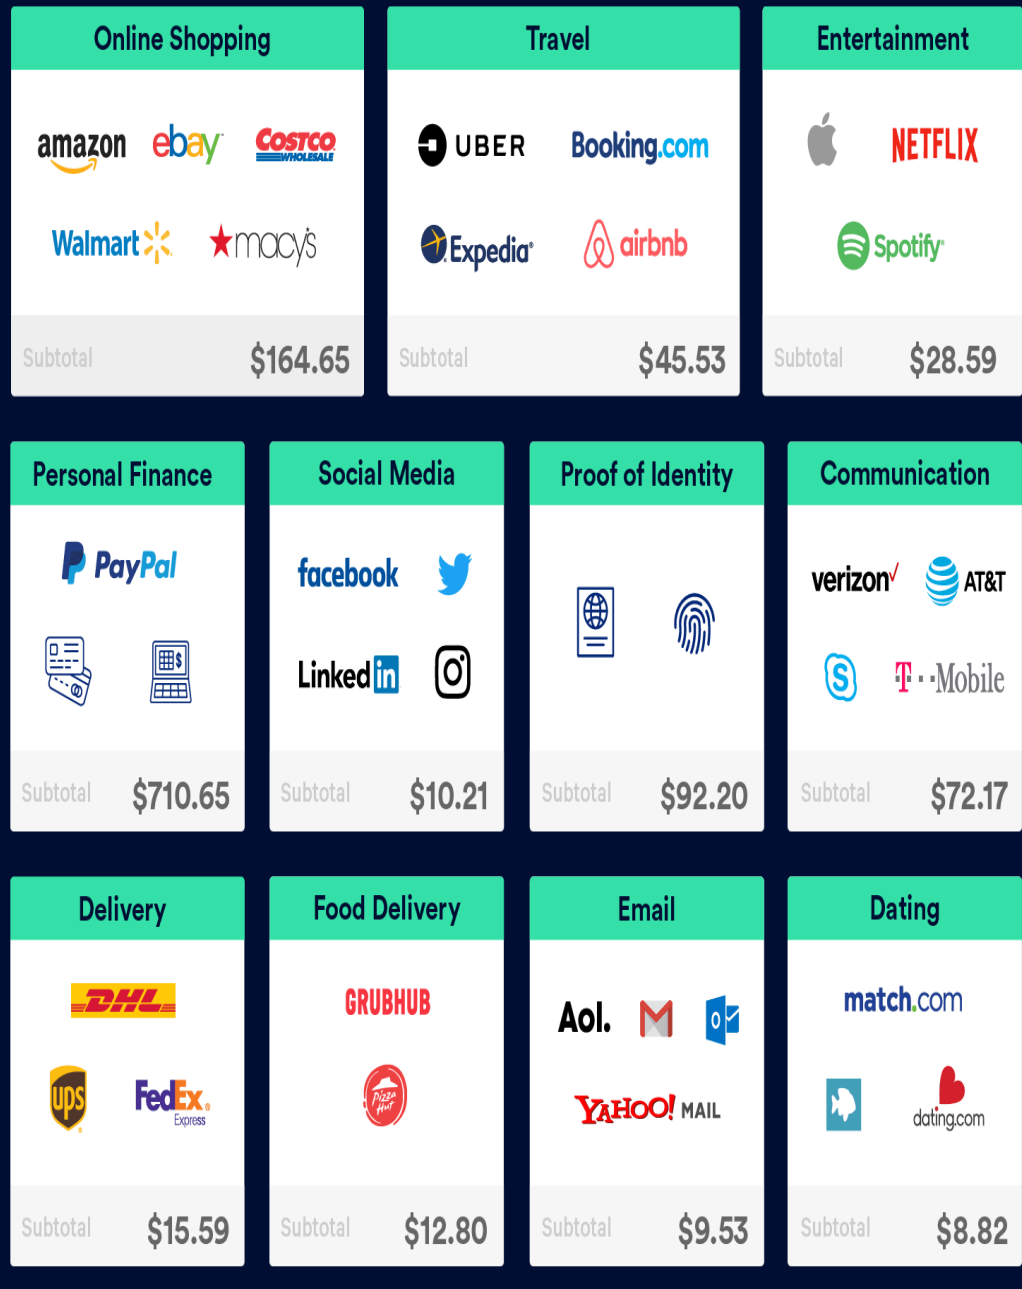 Online Shopping
amazon ebay™ COSTCO WHOLESALE
Walmart macy's
Subtotal $164.65
Travel
UBER Booking.com
Expedia® airbnb
Subtotal $45.53
Entertainment
NETFLIX
Spotify®
Subtotal $28.59
Personal Finance
PayPal
$
Subtotal $710.65
Social Media
facebook
Linked in
Subtotal $10.21
Proof of Identity
Subtotal $92.20
Communication
verizon✓ AT&T
S T··Mobile
Subtotal $72.17
Delivery
DHL
ups FedEx® Express
Subtotal $15.59
Food Delivery
GRUBHUB
Pizza Hut
Subtotal $12.80
Email
Aol. M o
YAHOO! MAIL
Subtotal $9.53
Dating
match.com
dating.com
Subtotal $8.82